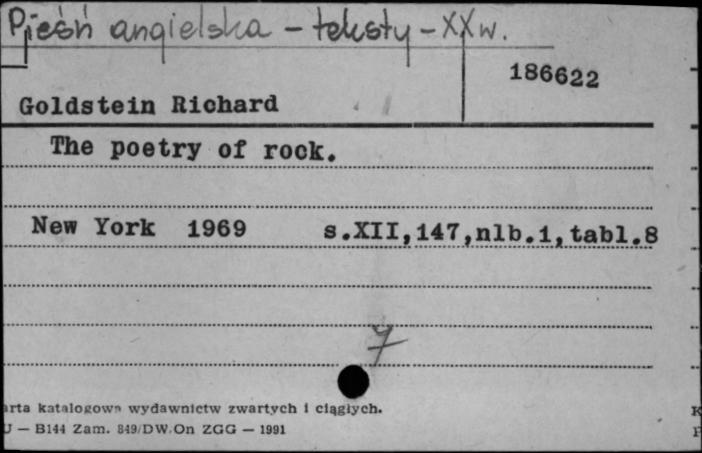 Pieśń angielska - teksty - XX w.
186622
Goldstein Richard
The poetry of rock.
New York 1969 s.XII,147,nlb.1,tabl.8
7
arta katalogowa wydawnictw zwartych i ciągłych.
U — B144 Zam. 849/DW.On ZGG — 1991
K